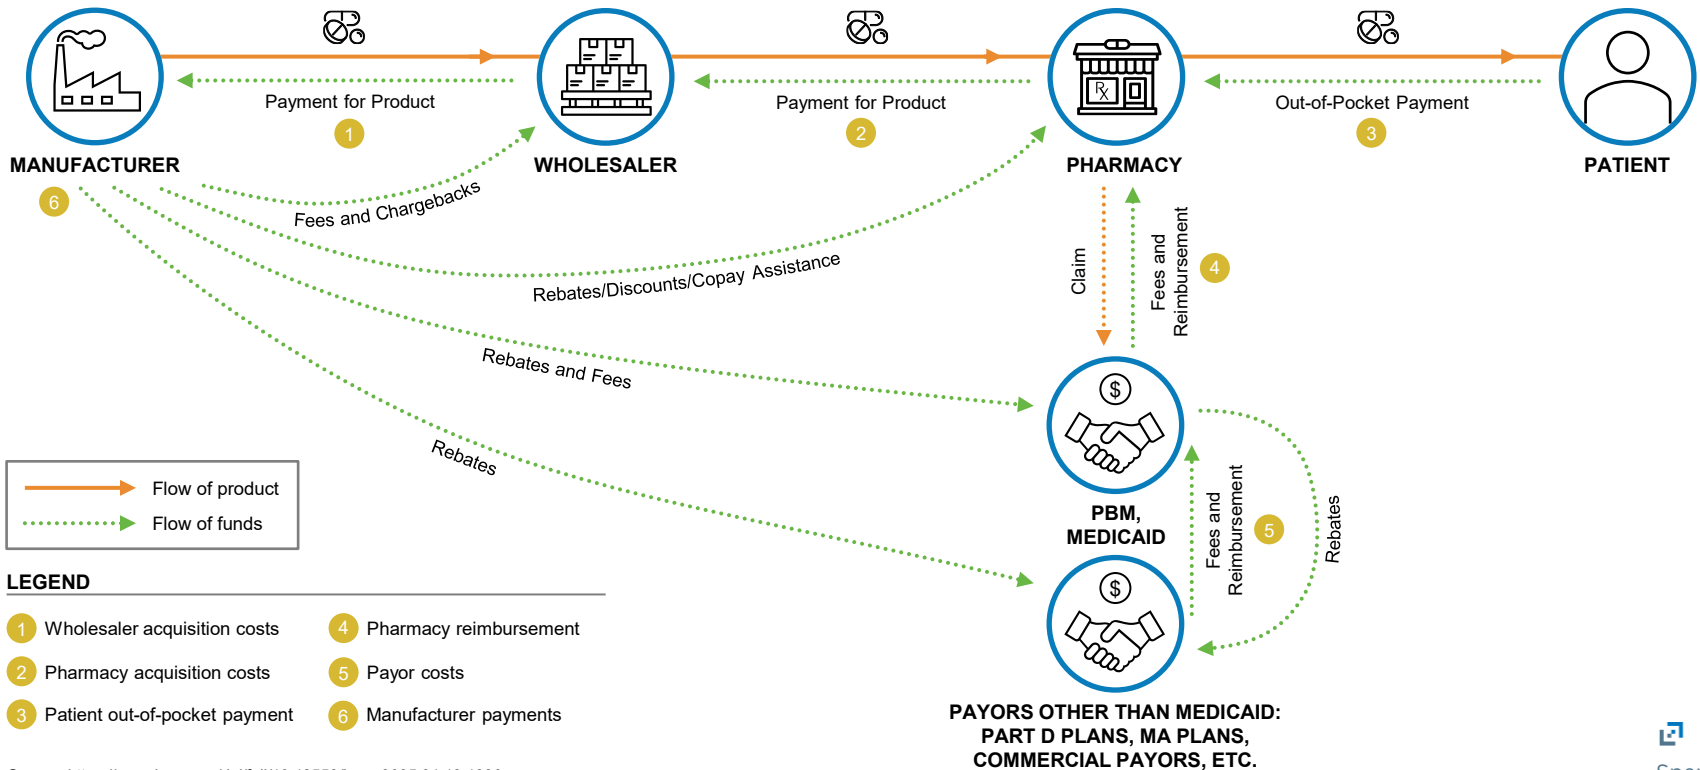 Payment for Product
1
Payment for Product
2
Out-of-Pocket Payment
3
MANUFACTURER
WHOLESALER
PHARMACY
PATIENT
6
Fees and Chargebacks
Rebates/Discounts/Copay Assistance
Rebates and Fees
Rebates
Claim
Fees and
Reimbursement
4
RX
$
PBM,
MEDICAID
Fees and
Reimbursement
5
Rebates
$
PAYORS OTHER THAN MEDICAID:
PART D PLANS, MA PLANS,
COMMERCIAL PAYORS, ETC.
Flow of product
Flow of funds
LEGEND
1 Wholesaler acquisition costs
2 Pharmacy acquisition costs
3 Patient out-of-pocket payment
4 Pharmacy reimbursement
5 Payor costs
6 Manufacturer payments